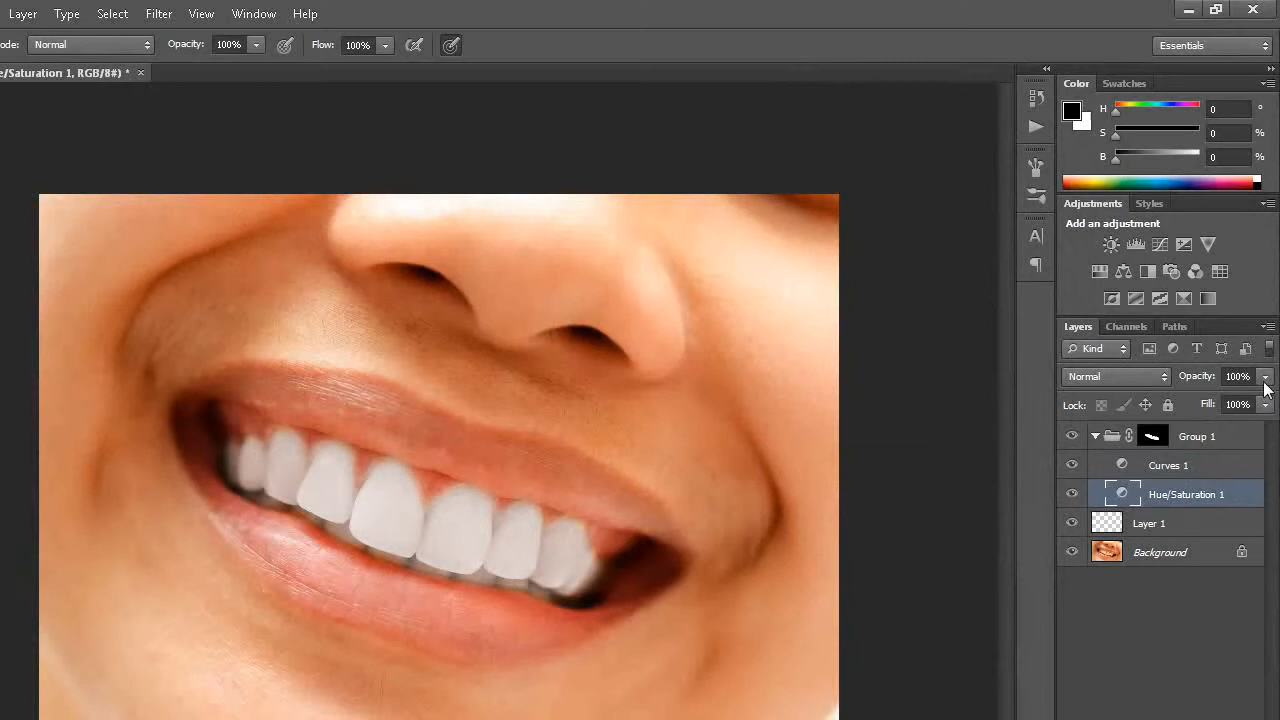 Layer Type Select Filter View Window Help
ode: Normal Opacity: 100% Flow: 100% Essentials
e/Saturation 1, RGB/8#) * ×
Color Swatches
H 0 °
S 0 %
B 0 %
Adjustments Styles
Add an adjustment
Layers Channels Paths
Kind
Normal Opacity: 100%
Lock: Fill: 100%
Group 1
Curves 1
Hue/Saturation 1
Layer 1
Background